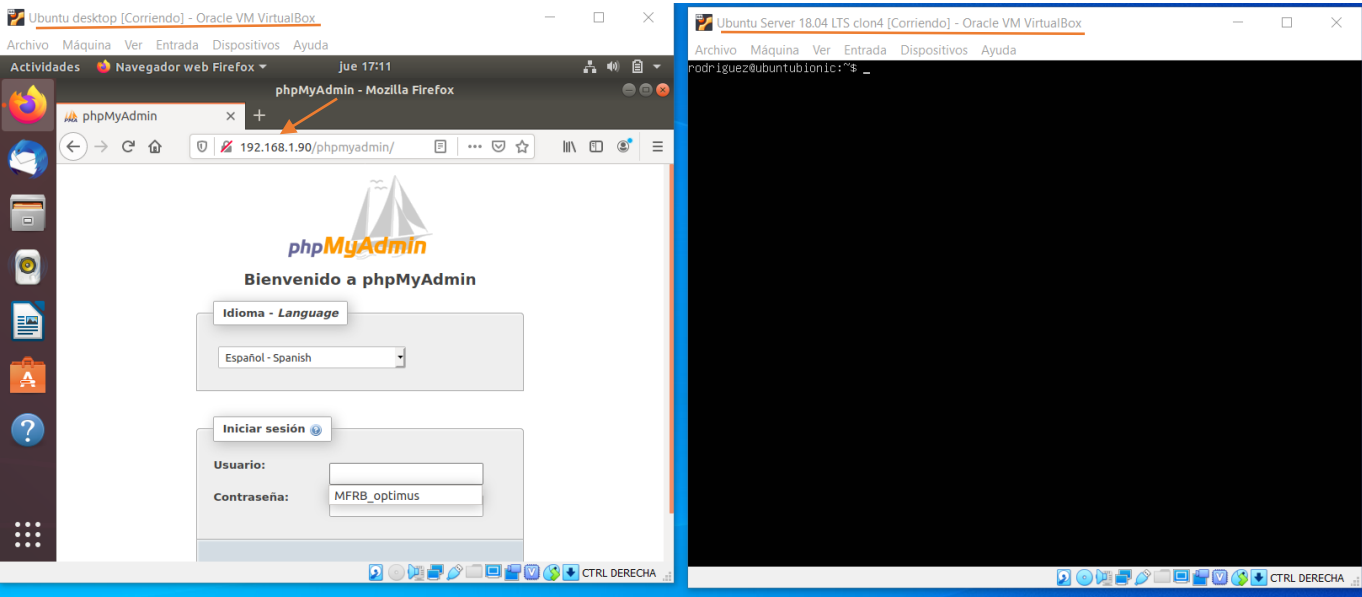 Ubuntu desktop [Corriendo] - Oracle VM VirtualBox
Archivo Máquina Ver Entrada Dispositivos Ayuda
Actividades Navegador web Firefox jue 17:11
phpMyAdmin - Mozilla Firefox
phpMyAdmin
192.168.1.90/phpmyadmin/
phpMyAdmin
Bienvenido a phpMyAdmin
Idioma - Language
Español - Spanish
Iniciar sesión
Usuario:
Contraseña:
MFRB_optimus
CTRL DERECHA
Ubuntu Server 18.04 LTS clon4 [Corriendo] - Oracle VM VirtualBox
Archivo Máquina Ver Entrada Dispositivos Ayuda
rodriguez@ubuntubionic:~$ _
CTRL DERECHA